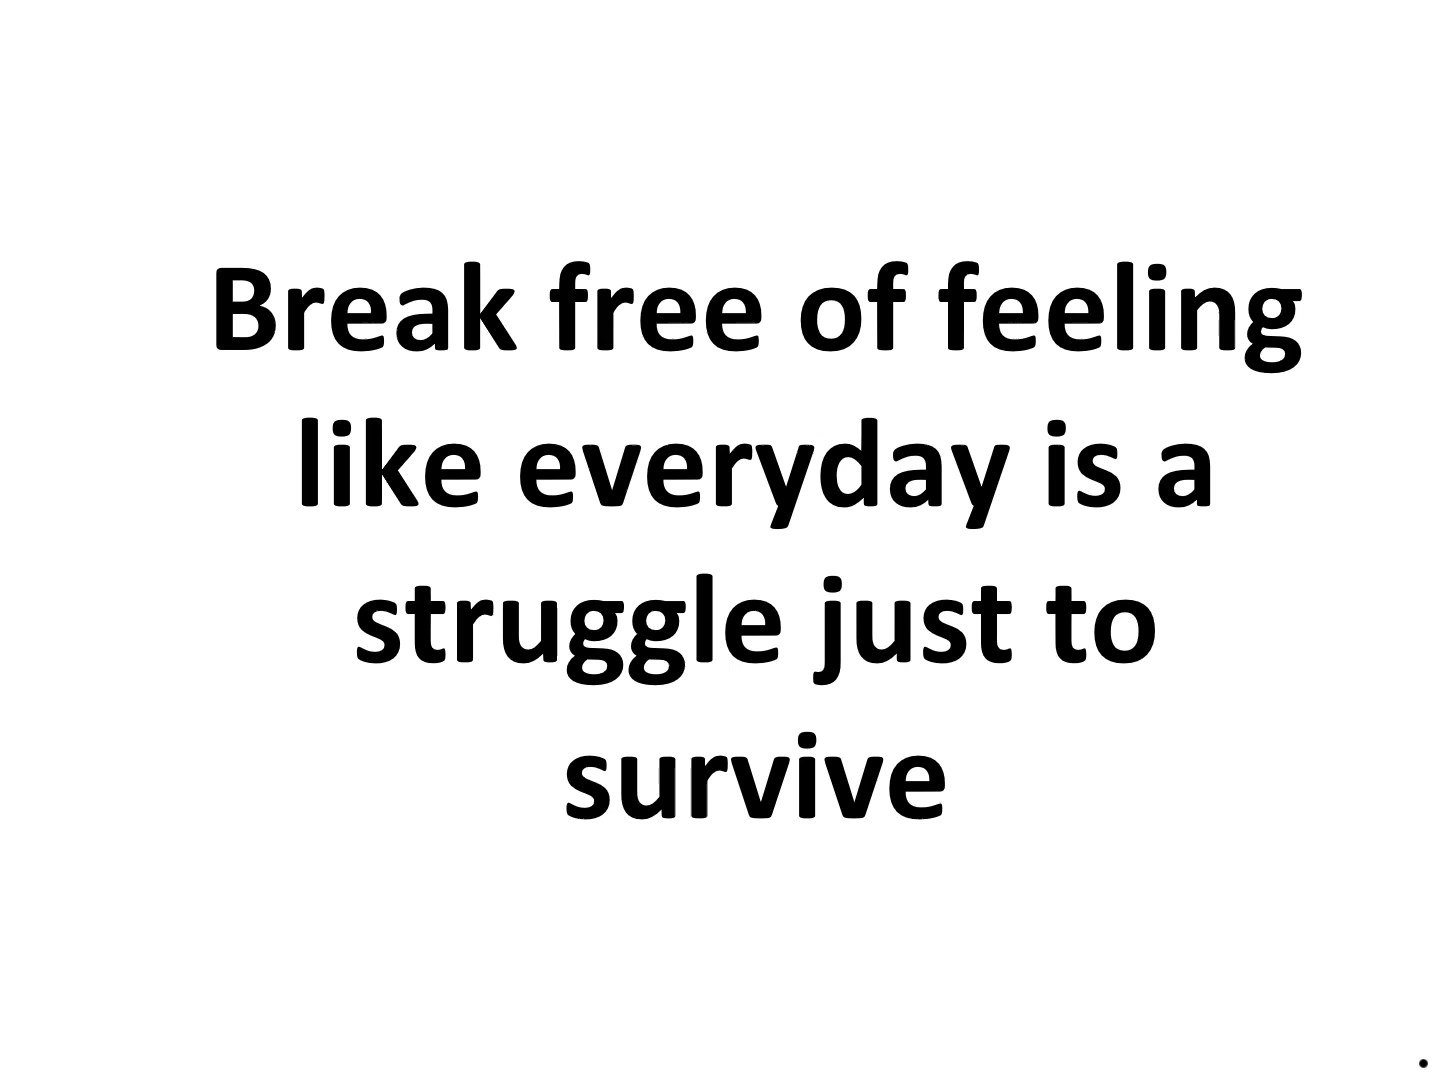 Break free of feeling
like everyday is a
struggle just to
survive
.